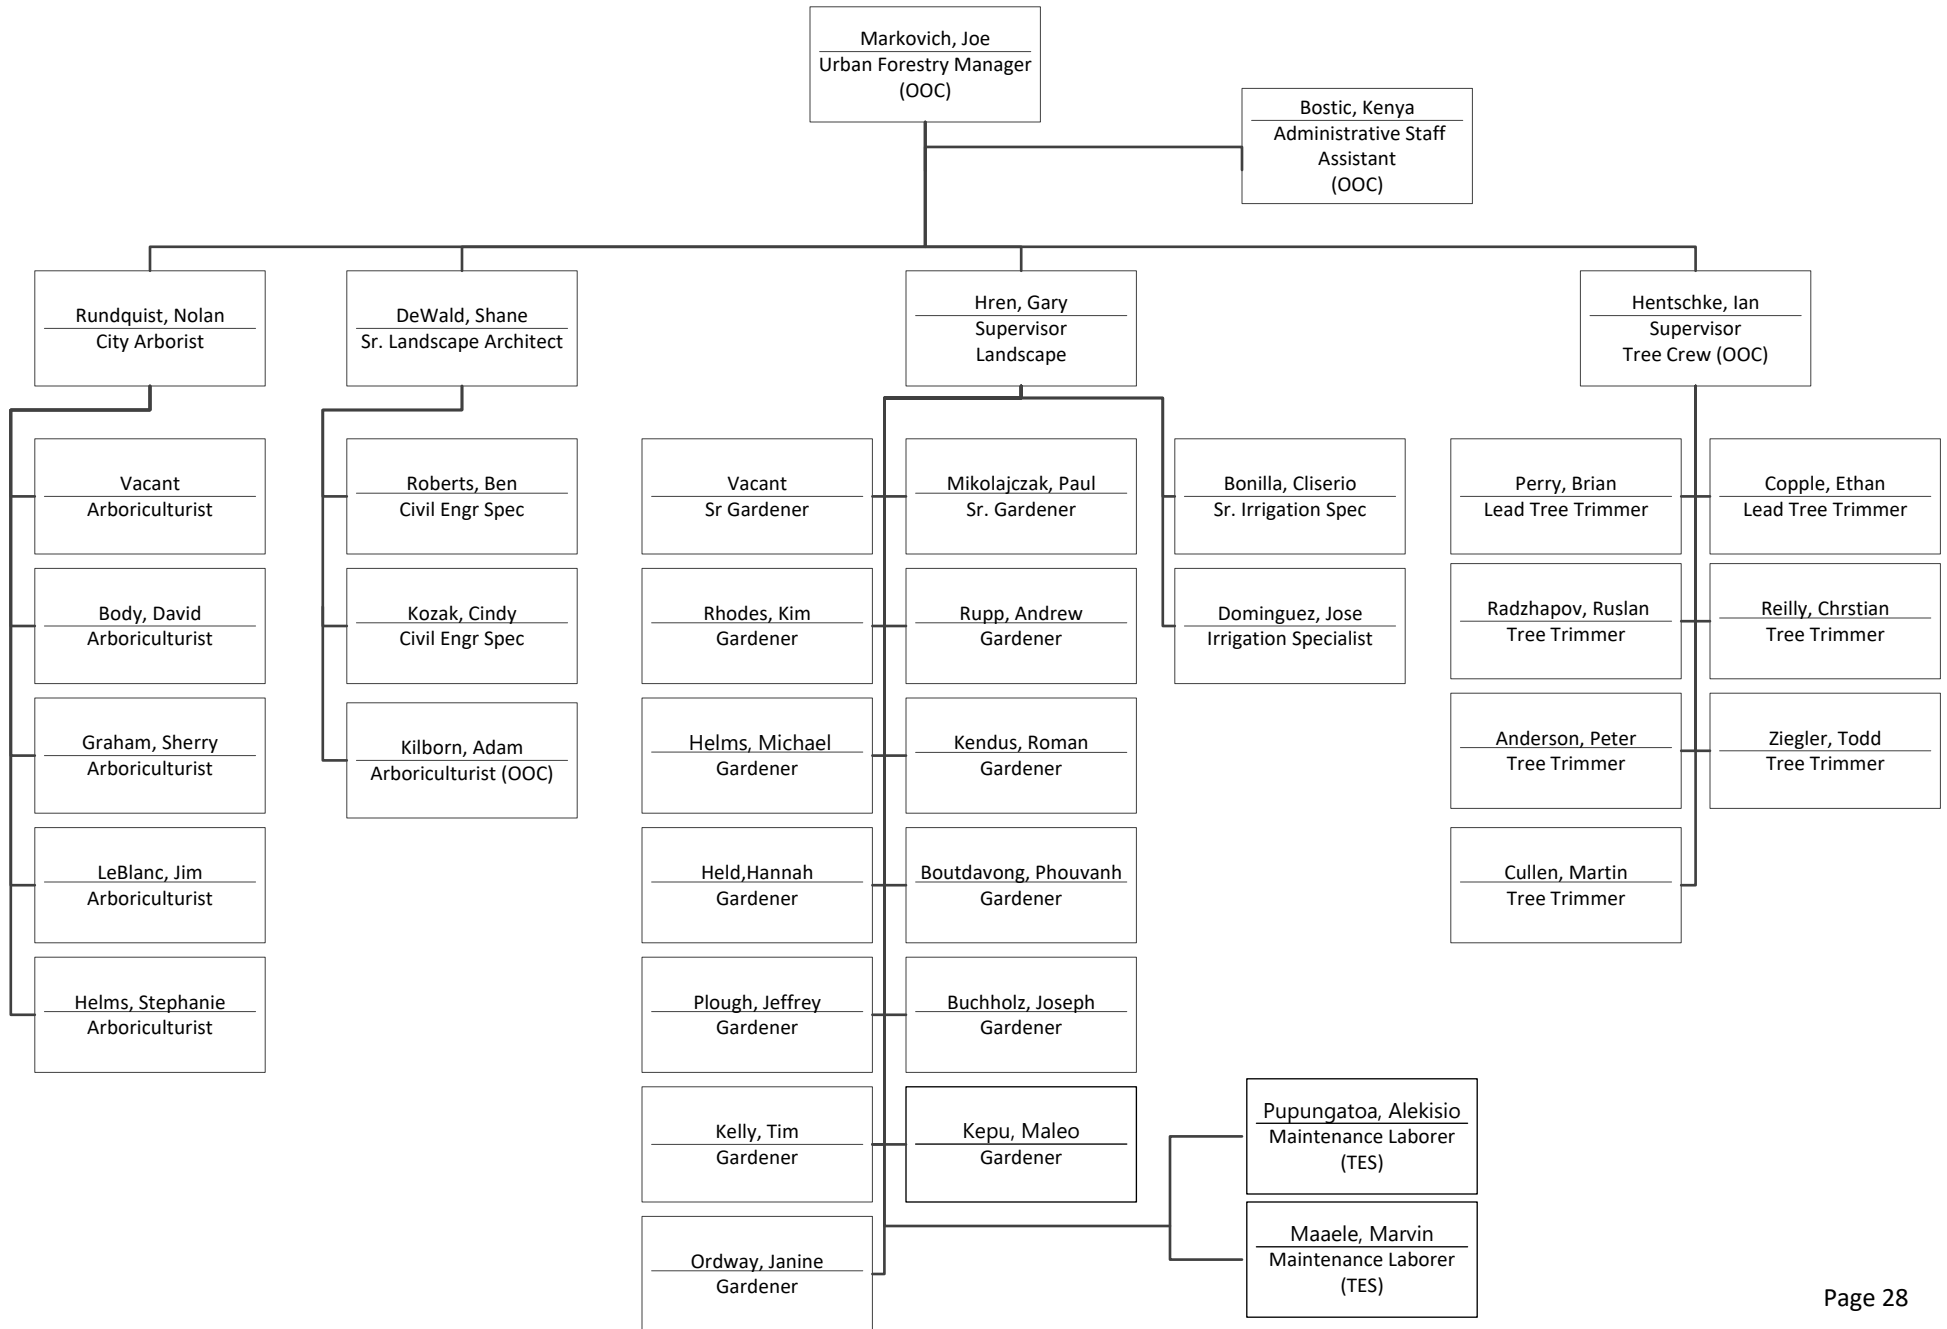 Markovich, Joe
Urban Forestry Manager
(OOC)
Bostic, Kenya
Administrative Staff
Assistant
(OOC)
Rundquist, Nolan
City Arborist
DeWald, Shane
Sr. Landscape Architect
Hren, Gary
Supervisor
Landscape
Hentschke, Ian
Supervisor
Tree Crew (OOC)
Vacant
Arboriculturist
Body, David
Arboriculturist
Graham, Sherry
Arboriculturist
LeBlanc, Jim
Arboriculturist
Helms, Stephanie
Arboriculturist
Roberts, Ben
Civil Engr Spec
Kozak, Cindy
Civil Engr Spec
Kilborn, Adam
Arboriculturist (OOC)
Vacant
Sr Gardener
Mikolajczak, Paul
Sr. Gardener
Rhodes, Kim
Gardener
Rupp, Andrew
Gardener
Helms, Michael
Gardener
Kendus, Roman
Gardener
Held,Hannah
Gardener
Boutdavong, Phouvanh
Gardener
Plough, Jeffrey
Gardener
Buchholz, Joseph
Gardener
Kelly, Tim
Gardener
Kepu, Maleo
Gardener
Ordway, Janine
Gardener
Bonilla, Cliserio
Sr. Irrigation Spec
Dominguez, Jose
Irrigation Specialist
Pupungatoa, Alekisio
Maintenance Laborer
(TES)
Maaele, Marvin
Maintenance Laborer
(TES)
Perry, Brian
Lead Tree Trimmer
Copple, Ethan
Lead Tree Trimmer
Radzhapov, Ruslan
Tree Trimmer
Reilly, Chrstian
Tree Trimmer
Anderson, Peter
Tree Trimmer
Ziegler, Todd
Tree Trimmer
Cullen, Martin
Tree Trimmer
Page 28